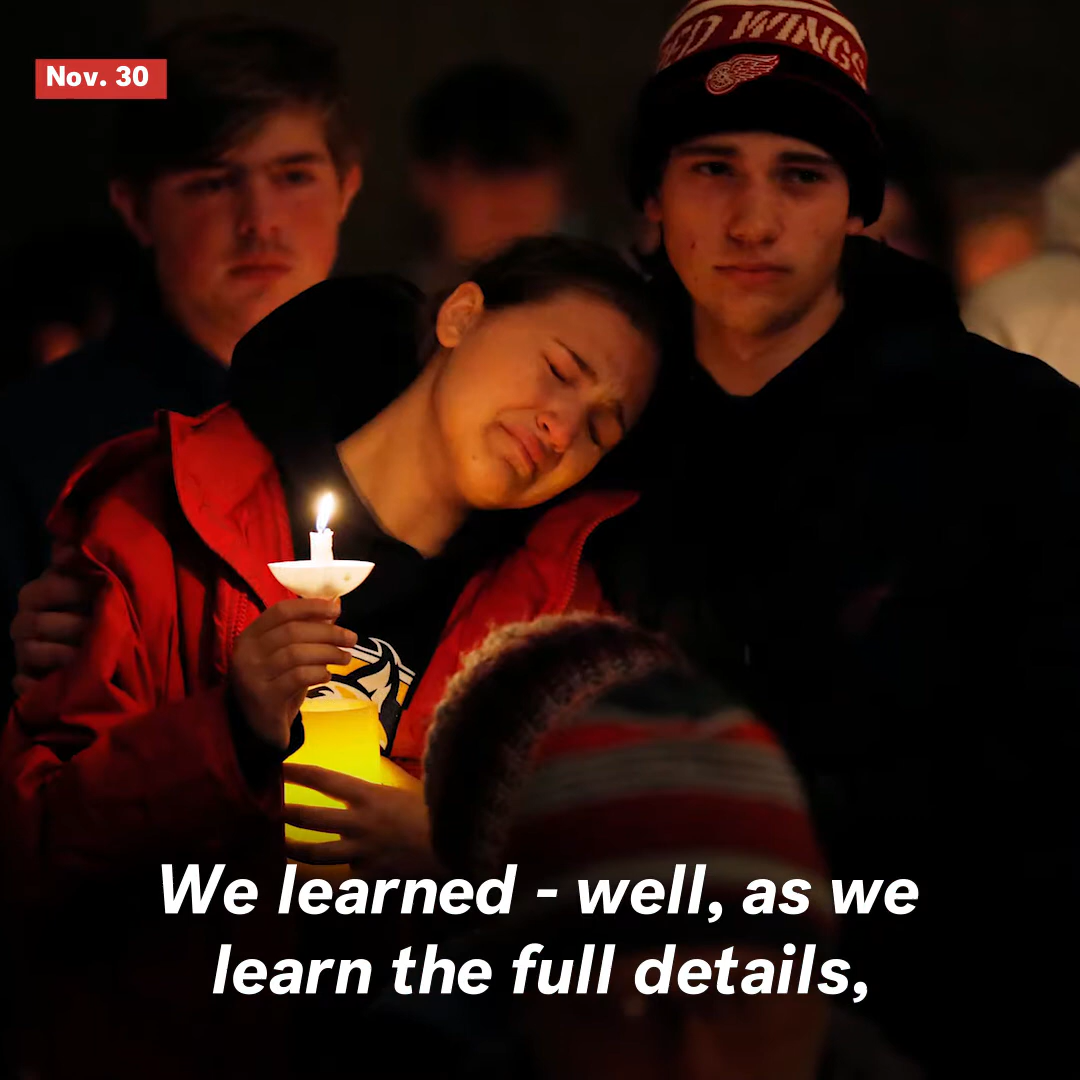 Nov. 30
RED WINGS
We learned - well, as we
learn the full details,